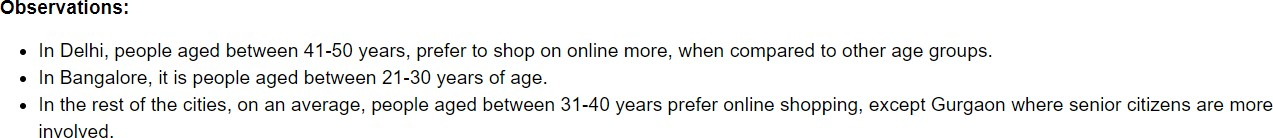 Observations:
• In Delhi, people aged between 41-50 years, prefer to shop on online more, when compared to other age groups.
• In Bangalore, it is people aged between 21-30 years of age.
• In the rest of the cities, on an average, people aged between 31-40 years prefer online shopping, except Gurgaon where senior citizens are more
involved.